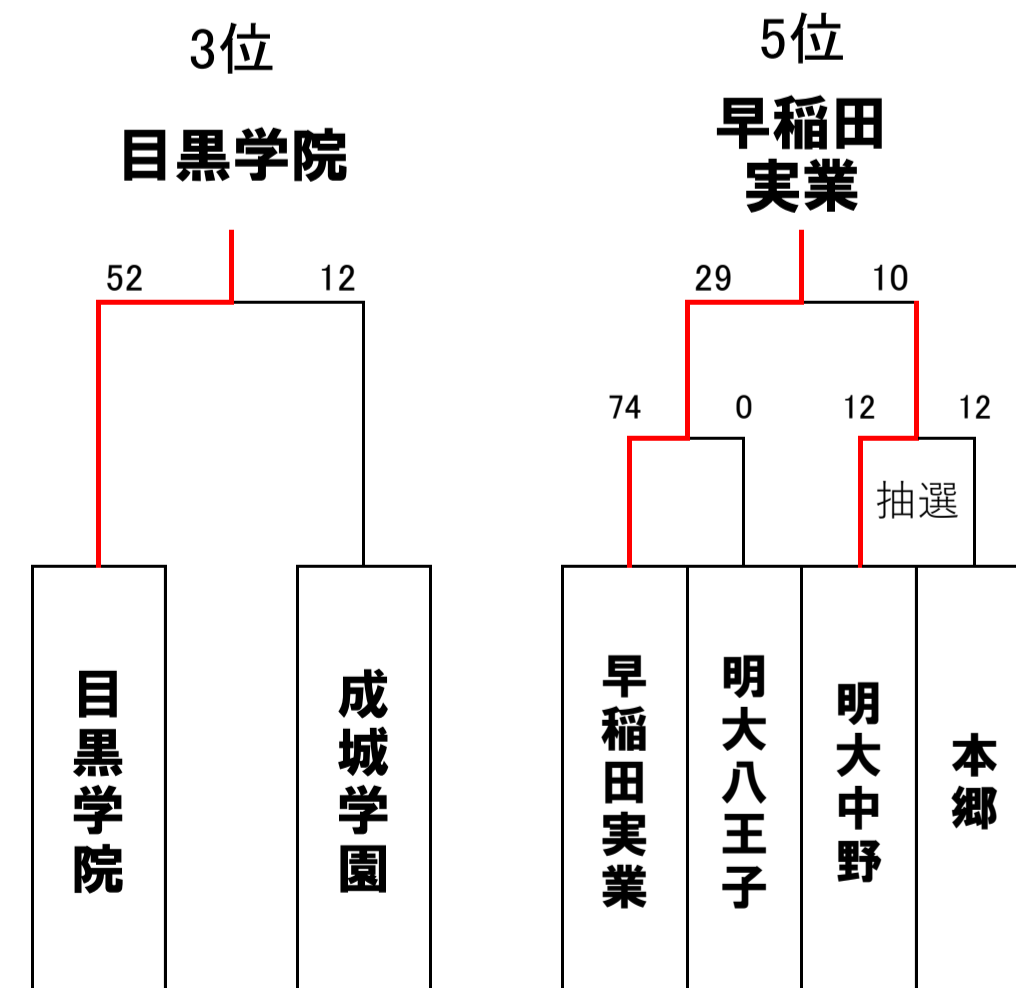 3位
目黒学院
52
12
目黒学院
成城学園
5位
早稲田
実業
29
10
74
0
12
12
抽選
早稲田実業
明大八王子
明大中野
本郷